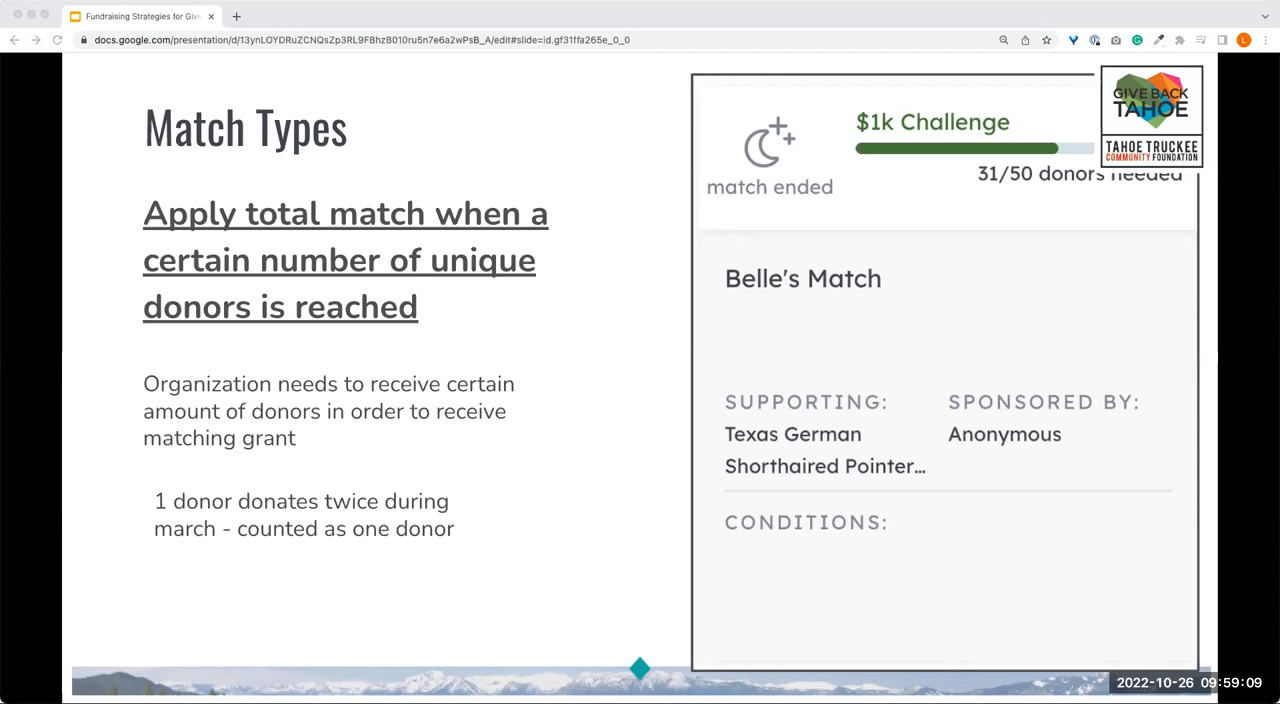 Fundraising Strategies for Give
docs.google.com/presentation/d/13ynLOYDRuZCNQsZp3RL9FBhzB010ru5n7e6a2wPsB_A/edit#slide=id.gf31ffa265e_0_0
L
Match Types
Apply total match when a
certain number of unique
donors is reached
Organization needs to receive certain
amount of donors in order to receive
matching grant
1 donor donates twice during
march - counted as one donor
match ended
$1k Challenge
31/50 donors needed
GIVE BACK
TAHOE
TAHOE TRUCKEE
COMMUNITY FOUNDATION
Belle's Match
SUPPORTING:
Texas German
Shorthaired Pointer...
SPONSORED BY:
Anonymous
CONDITIONS:
2022-10-26 09:59:09